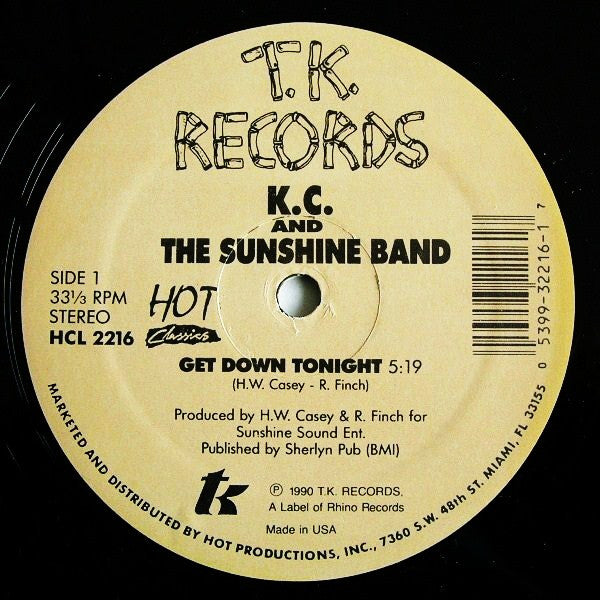 T.K.
RECORDS
K.C.
AND
THE SUNSHINE BAND
SIDE 1
33⅓ RPM
STEREO
HCL 2216
HOT
Classics
GET DOWN TONIGHT 5:19
(H.W. Casey - R. Finch)
Produced by H.W. Casey & R. Finch for
Sunshine Sound Ent.
Published by Sherlyn Pub (BMI)
tk
℗ 1990 T.K. RECORDS,
A Label of Rhino Records
Made in USA
MARKETED AND DISTRIBUTED BY HOT PRODUCTIONS, INC., 7360 S.W. 48th ST. MIAMI, FL 33155
0 5399-32216-1 7